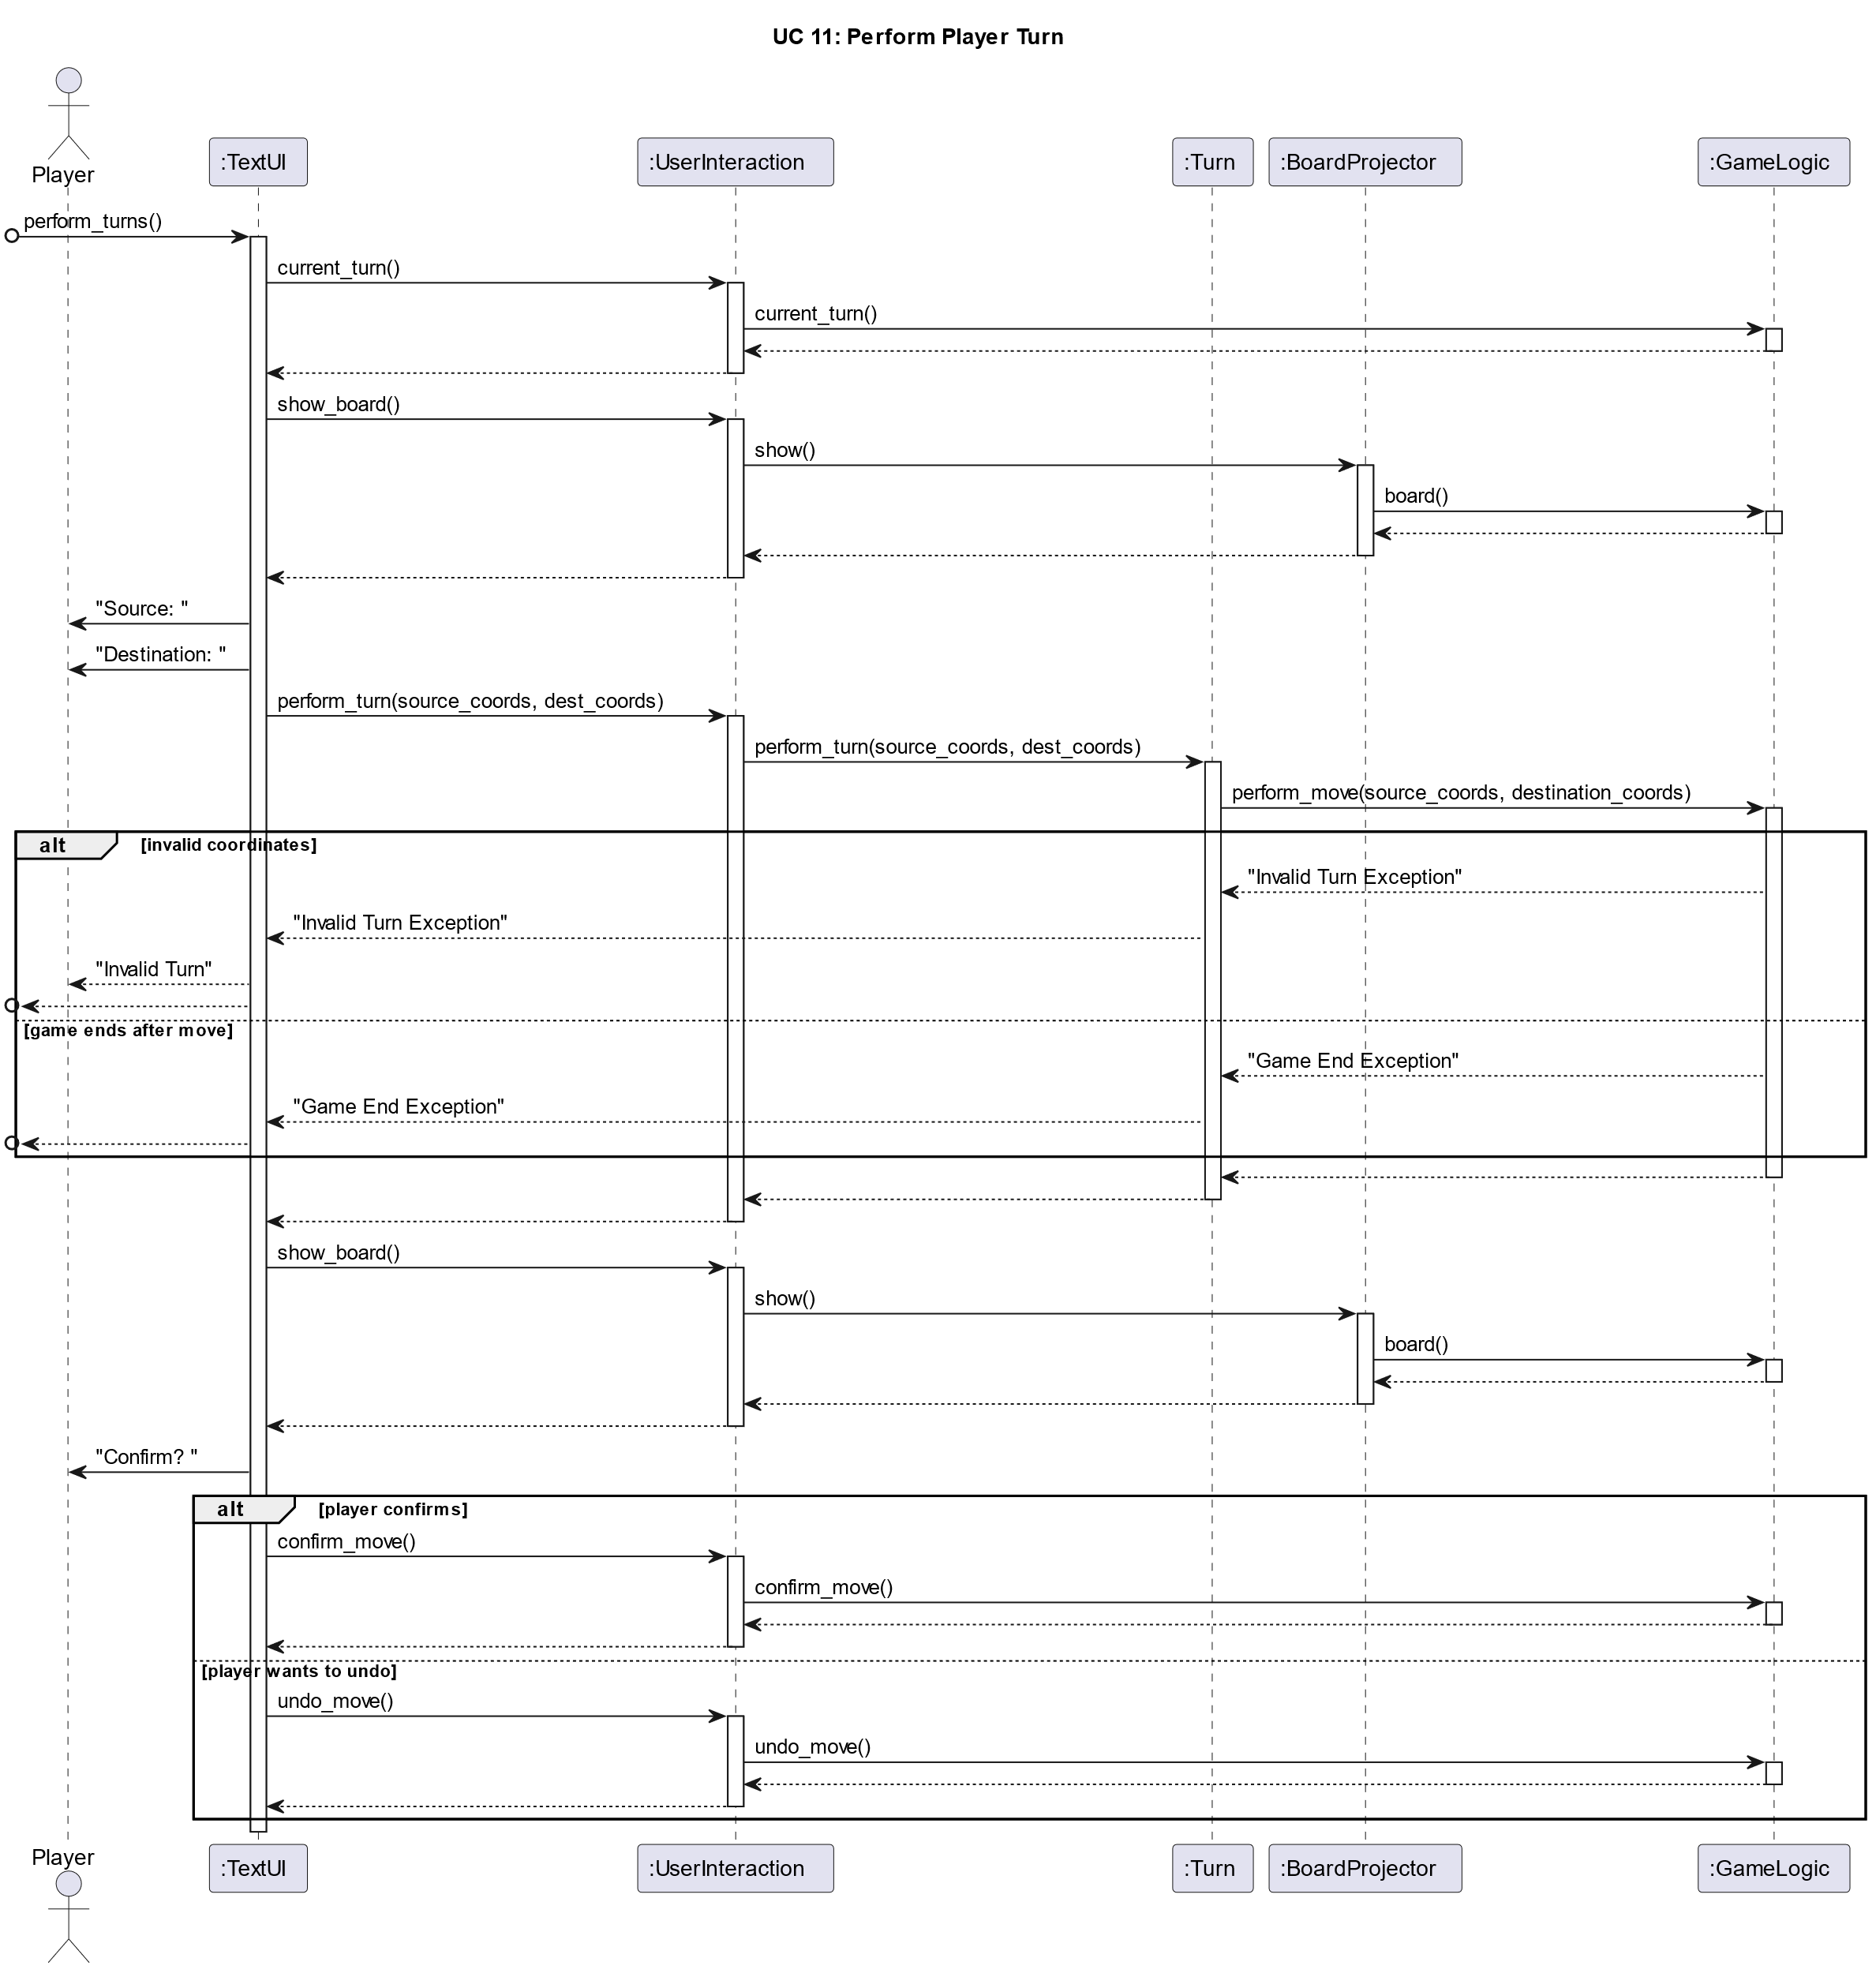 UC 11: Perform Player Turn
Player
:TextUI
:UserInteraction
:Turn
:BoardProjector
:GameLogic
perform_turns()
current_turn()
current_turn()
show_board()
show()
board()
"Source: "
"Destination: "
perform_turn(source_coords, dest_coords)
perform_turn(source_coords, dest_coords)
perform_move(source_coords, destination_coords)
alt [invalid coordinates]
"Invalid Turn Exception"
"Invalid Turn Exception"
"Invalid Turn"
[game ends after move]
"Game End Exception"
"Game End Exception"
show_board()
show()
board()
"Confirm? "
alt [player confirms]
confirm_move()
confirm_move()
[player wants to undo]
undo_move()
undo_move()
Player
:TextUI
:UserInteraction
:Turn
:BoardProjector
:GameLogic